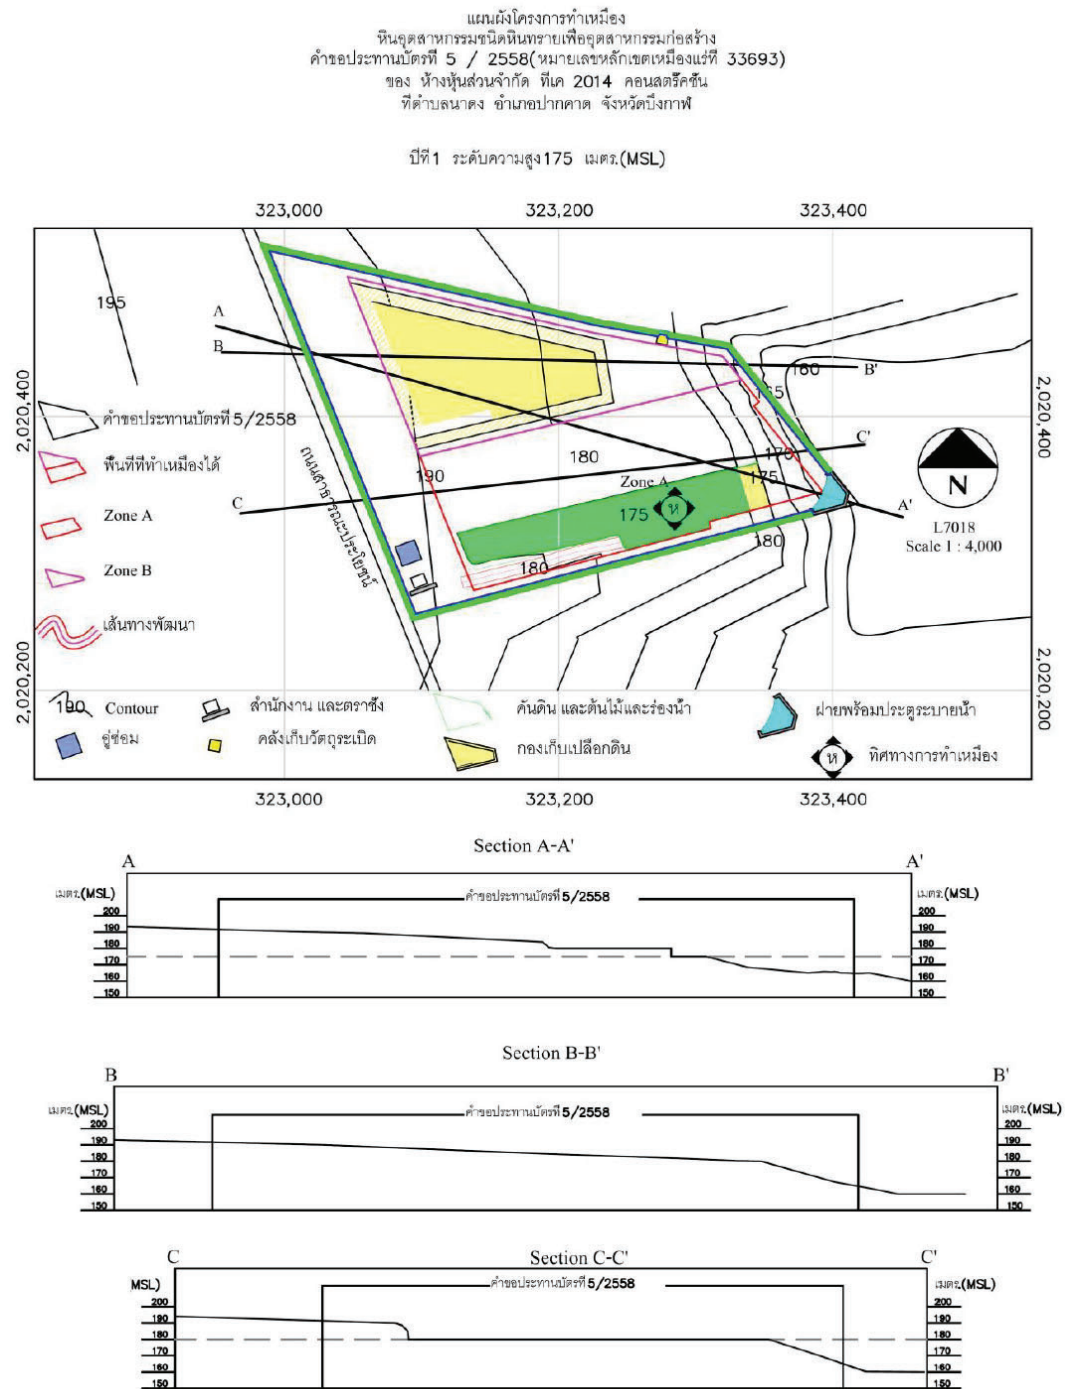 แผนผังโครงการทำเหมือง
หินอุตสาหกรรมชนิดหินทรายเพื่ออุตสาหกรรมก่อสร้าง
คำขอประทานบัตรที่ 5 / 2558(หมายเลขหลักเขตเหมืองแร่ที่ 33693)
ของ ห้างหุ้นส่วนจำกัด ทีเค 2014 คอนสตรัคชั่น
ที่ตำบลนาดง อำเภอปากคาด จังหวัดบึงกาฬ
ปีที่1 ระดับความสูง175 เมตร.(MSL)
323,000 323,200 323,400
195
A
B
180 B'
165
2,020,400 2,020,400
คำขอประทานบัตรที่ 5/2558
C'
170
180
พื้นที่ที่ทำเหมืองได้
190
175
Zone A
N
C
ถนนสาธารณะประโยชน์
Zone A
175 ห
A'
L7018
Scale 1 : 4,000
180
180
Zone B
เส้นทางพัฒนา
2,020,200 2,020,200
190 Contour
สำนักงาน และตราชั่ง
คันดิน และต้นไม้และร่องน้ำ
ฝายพร้อมประตูระบายน้ำ
อู่ซ่อม
คลังเก็บวัตถุระเบิด
กองเก็บเปลือกดิน
ห ทิศทางการทำเหมือง
323,000 323,200 323,400
Section A-A'
A A'
เมตร.(MSL) คำขอประทานบัตรที่ 5/2558 เมตร.(MSL)
200 200
190 190
180 180
170 170
160 160
150 150
Section B-B'
B B'
เมตร.(MSL) คำขอประทานบัตรที่ 5/2558 เมตร.(MSL)
200 200
190 190
180 180
170 170
160 160
150 150
C Section C-C' C'
MSL) คำขอประทานบัตรที่ 5/2558 เมตร.(MSL)
200 200
190 190
180 180
170 170
160 160
150 150